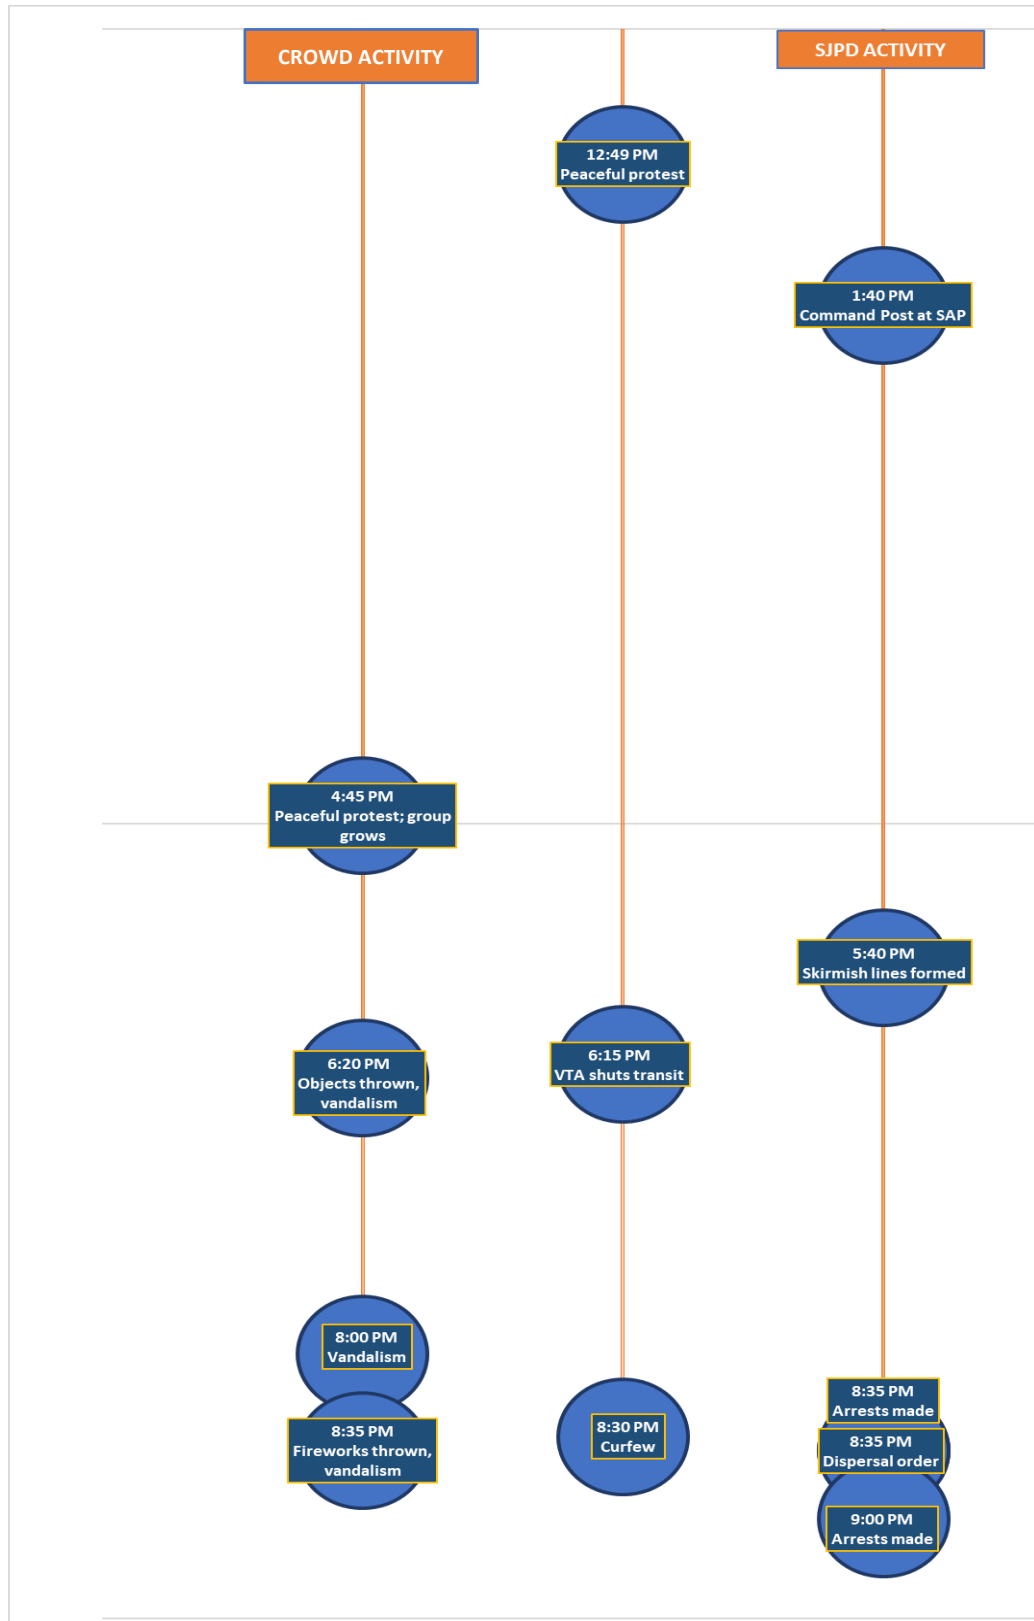 CROWD ACTIVITY
SJPD ACTIVITY
12:49 PM
Peaceful protest
1:40 PM
Command Post at SAP
4:45 PM
Peaceful protest; group
grows
5:40 PM
Skirmish lines formed
6:15 PM
VTA shuts transit
6:20 PM
Objects thrown,
vandalism
8:00 PM
Vandalism
8:30 PM
Curfew
8:35 PM
Fireworks thrown,
vandalism
8:35 PM
Arrests made
8:35 PM
Dispersal order
9:00 PM
Arrests made